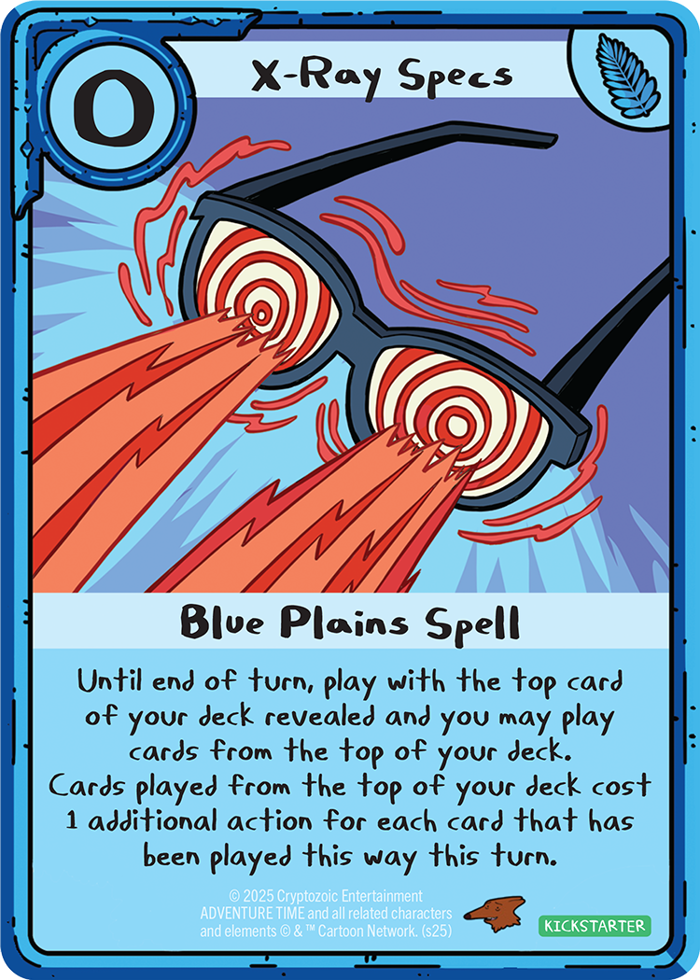 0
X-Ray Specs
Blue Plains Spell
Until end of turn, play with the top card
of your deck revealed and you may play
cards from the top of your deck.
Cards played from the top of your deck cost
1 additional action for each card that has
been played this way this turn.
© 2025 Cryptozoic Entertainment
ADVENTURE TIME and all related characters
and elements © & ™ Cartoon Network. (s25)
KICKSTARTER